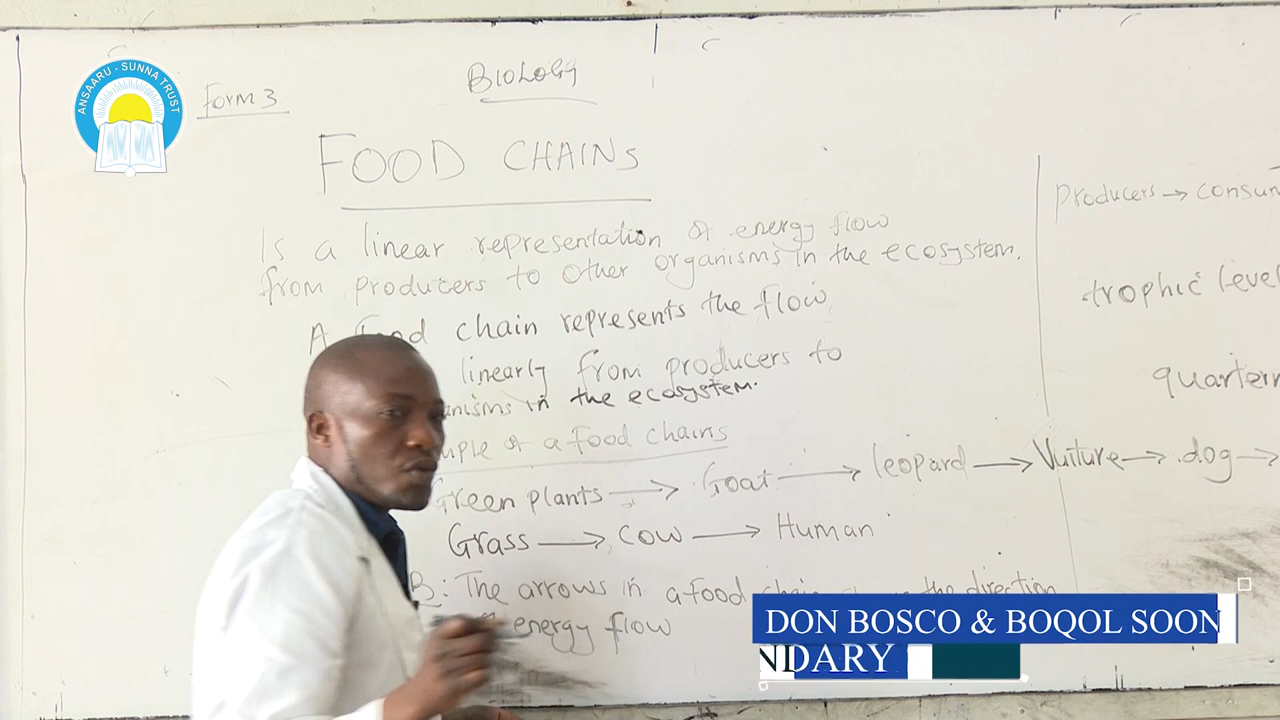 ANSAARU - SUNNA TRUST
Form 3
BIOLOGY
FOOD CHAINS
Is a linear representation of energy flow
from producers to other organisms in the ecosystem.
A food chain represents the flow
linearly from producers to
in the ecosystem.
of a food chains
Green plants → Goat → leopard → Vulture → dog →
Grass → Cow → Human
B: The arrows in a food chain the direction
energy flow
producers →
trophic
DON BOSCO & BOQOL SOON
NDARY